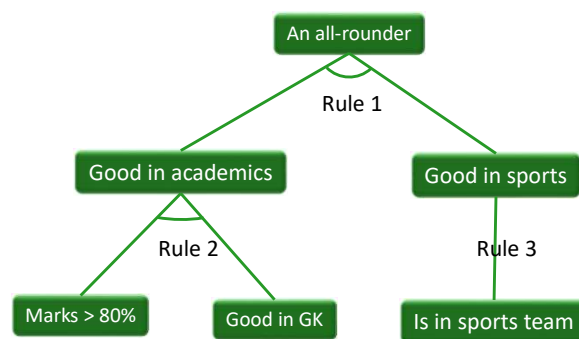 An all-rounder
Rule 1
Good in academics
Good in sports
Rule 2
Rule 3
Marks > 80%
Good in GK
Is in sports team